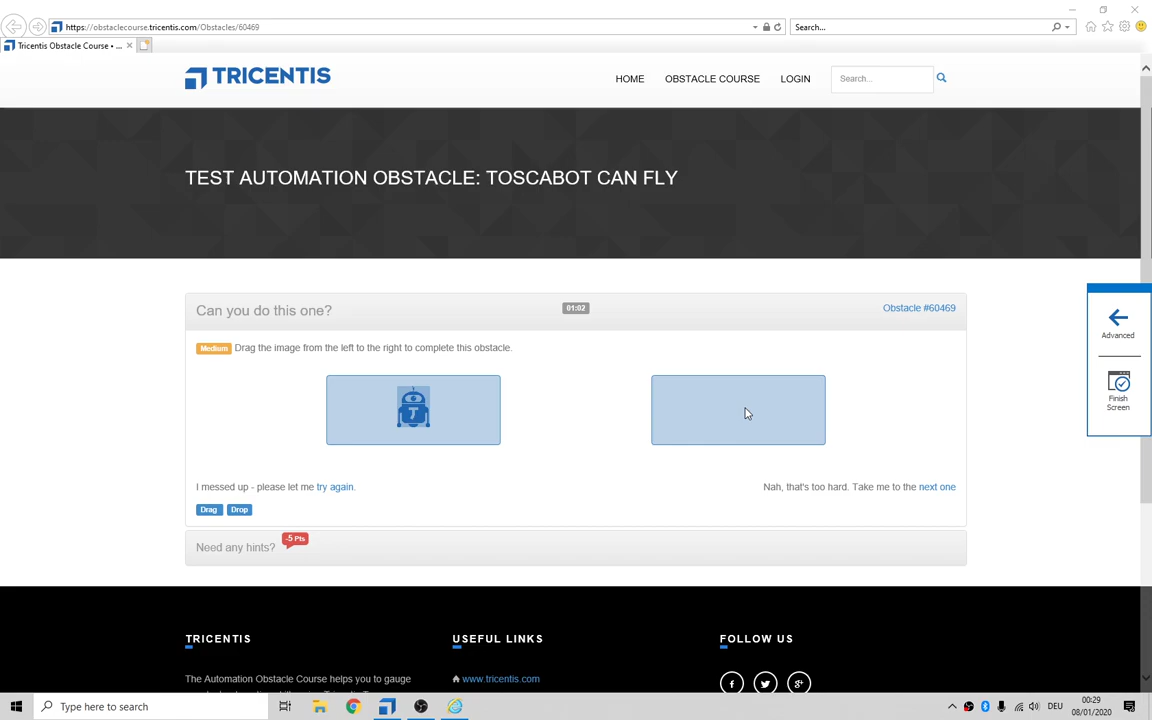 https://obstaclecourse.tricentis.com/Obstacles/60469
Search...
Tricentis Obstacle Course • ...
TRICENTIS
HOME
OBSTACLE COURSE
LOGIN
Search...
TEST AUTOMATION OBSTACLE: TOSCABOT CAN FLY
Can you do this one?
01:02
Obstacle #60469
Medium Drag the image from the left to the right to complete this obstacle.
T
I messed up - please let me try again.
Nah, that's too hard. Take me to the next one
Drag Drop
Need any hints?
-5 Pts
Advanced
Finish
Screen
TRICENTIS
USEFUL LINKS
FOLLOW US
The Automation Obstacle Course helps you to gauge
www.tricentis.com
Type here to search
DEU
00:29
08/01/2020